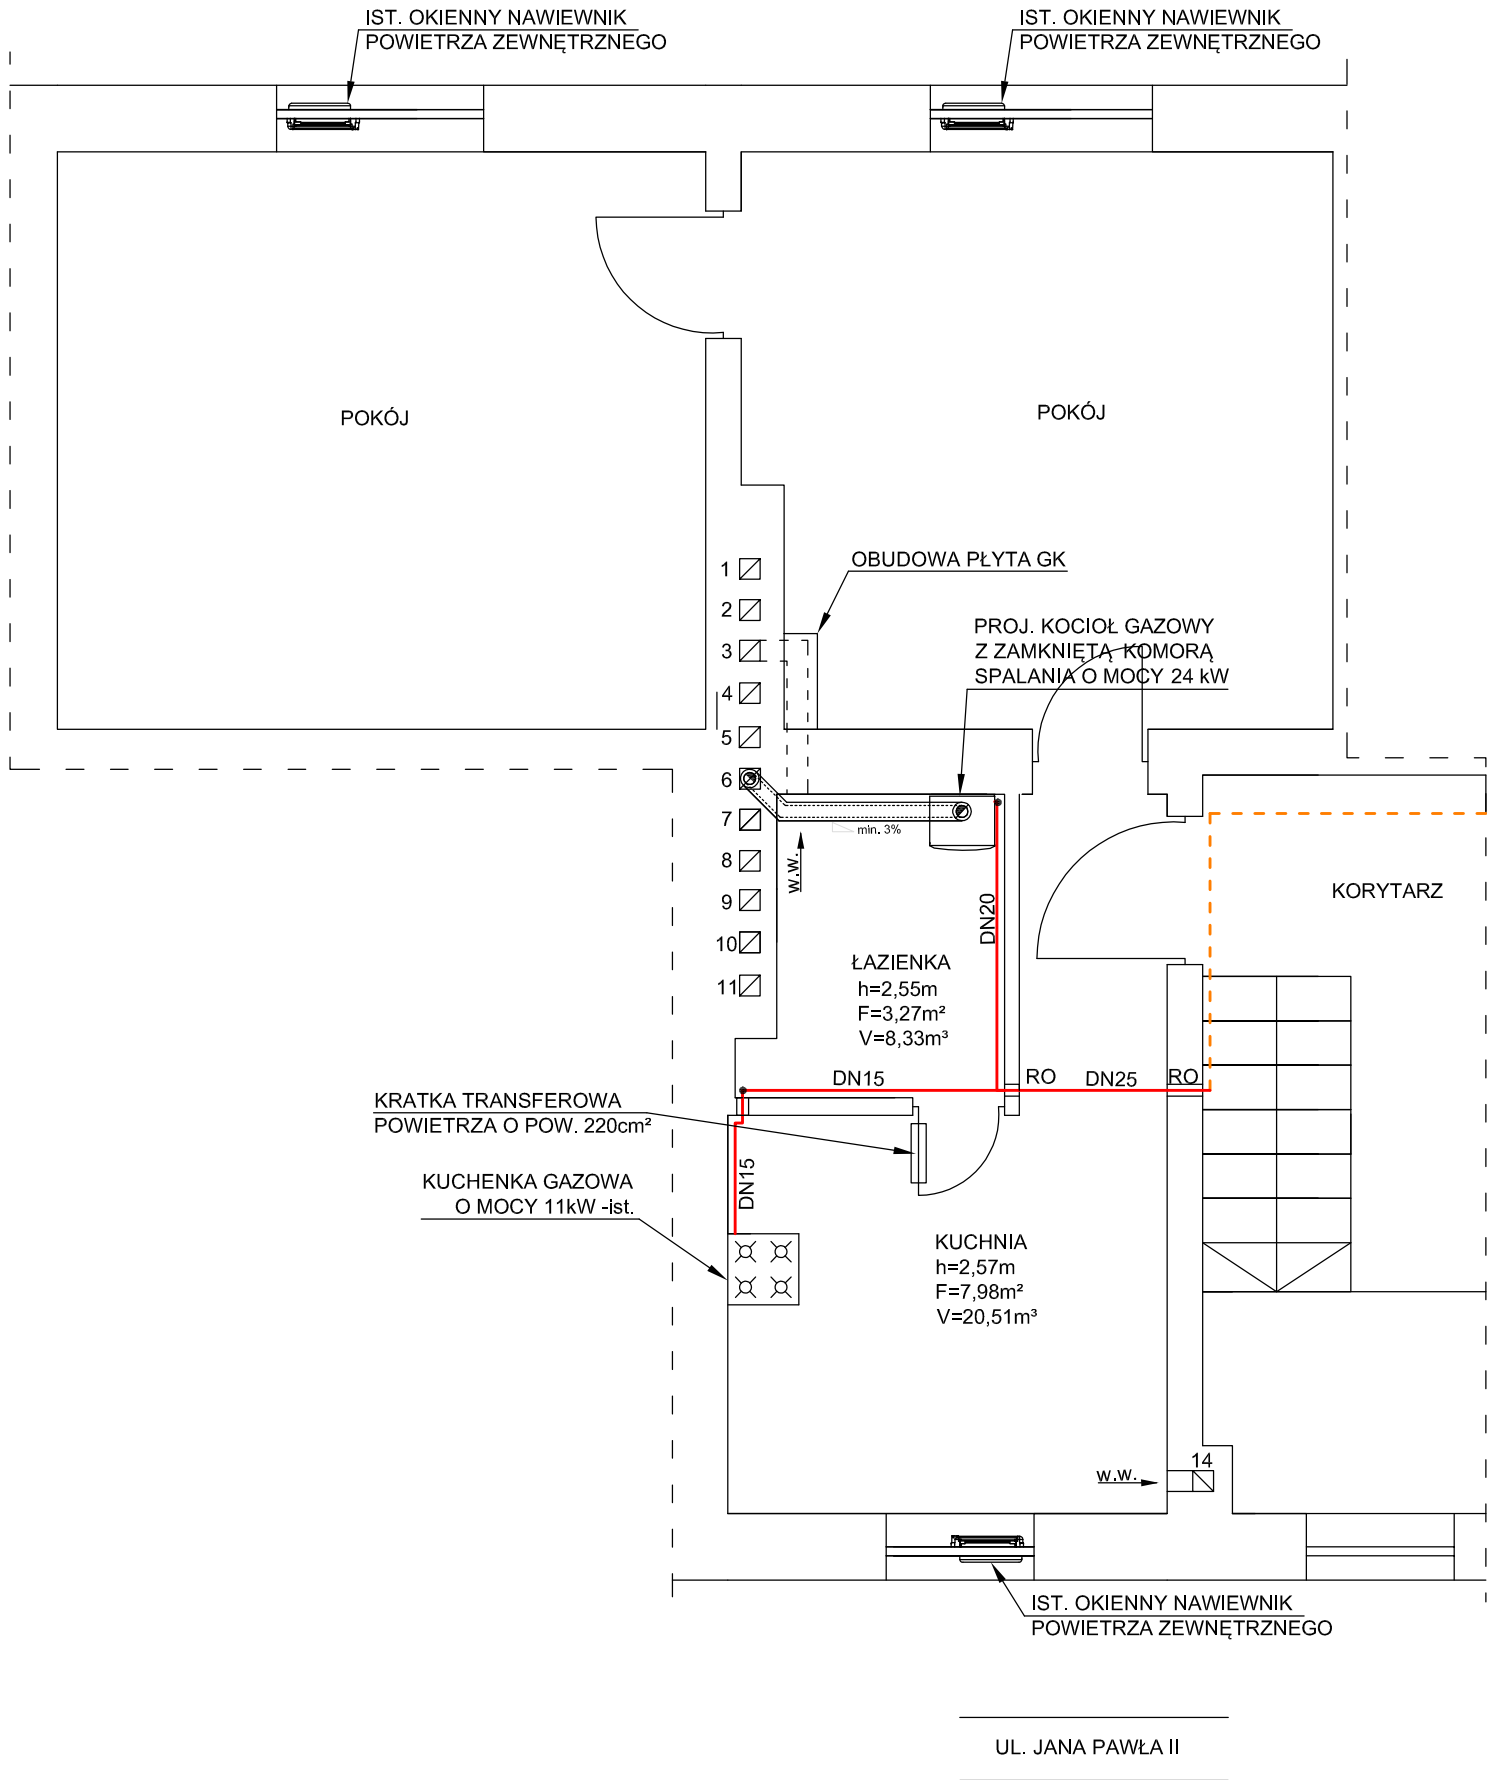 IST. OKIENNY NAWIEWNIK
POWIETRZA ZEWNĘTRZNEGO
IST. OKIENNY NAWIEWNIK
POWIETRZA ZEWNĘTRZNEGO
POKÓJ
POKÓJ
1
OBUDOWA PŁYTA GK
2
3
PROJ. KOCIOŁ GAZOWY
Z ZAMKNIĘTĄ KOMORĄ
SPALANIA O MOCY 24 kW
4
5
6
7
min. 3%
8
w.w.
9
DN20
KORYTARZ
10
11
ŁAZIENKA
h=2,55m
F=3,27m²
V=8,33m³
DN15
RO
DN25
RO
KRATKA TRANSFEROWA
POWIETRZA O POW. 220cm²
DN15
KUCHENKA GAZOWA
O MOCY 11kW -ist.
KUCHNIA
h=2,57m
F=7,98m²
V=20,51m³
14
w.w.
IST. OKIENNY NAWIEWNIK
POWIETRZA ZEWNĘTRZNEGO
UL. JANA PAWŁA II